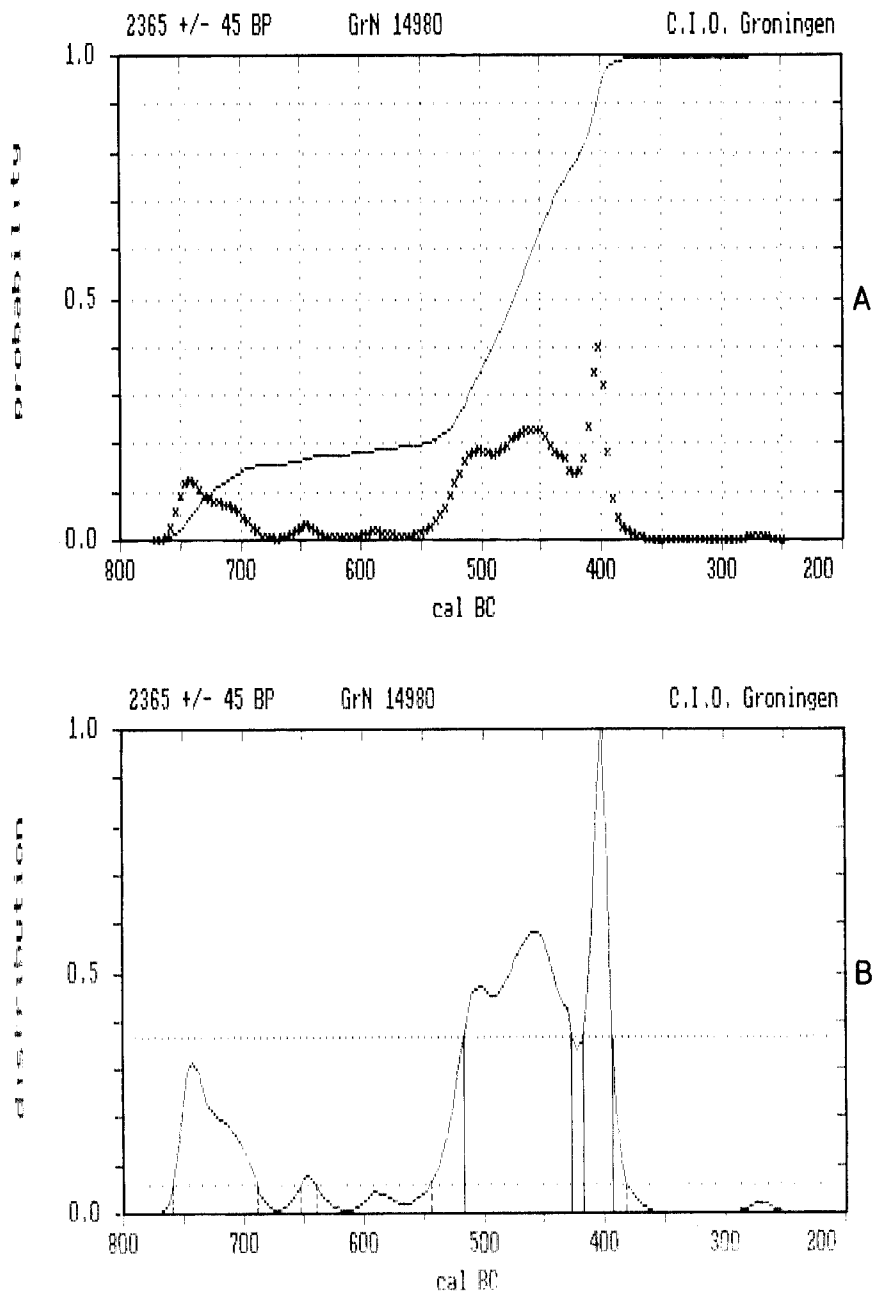 2365 +/- 45 BP GrN 14980 C.I.O. Groningen
1.0
0.5
0.0
probability
A
800 700 600 500 400 300 200
cal BC
2365 +/- 45 BP GrN 14980 C.I.O. Groningen
1.0
0.5
0.0
distribution
B
800 700 600 500 400 300 200
cal BC